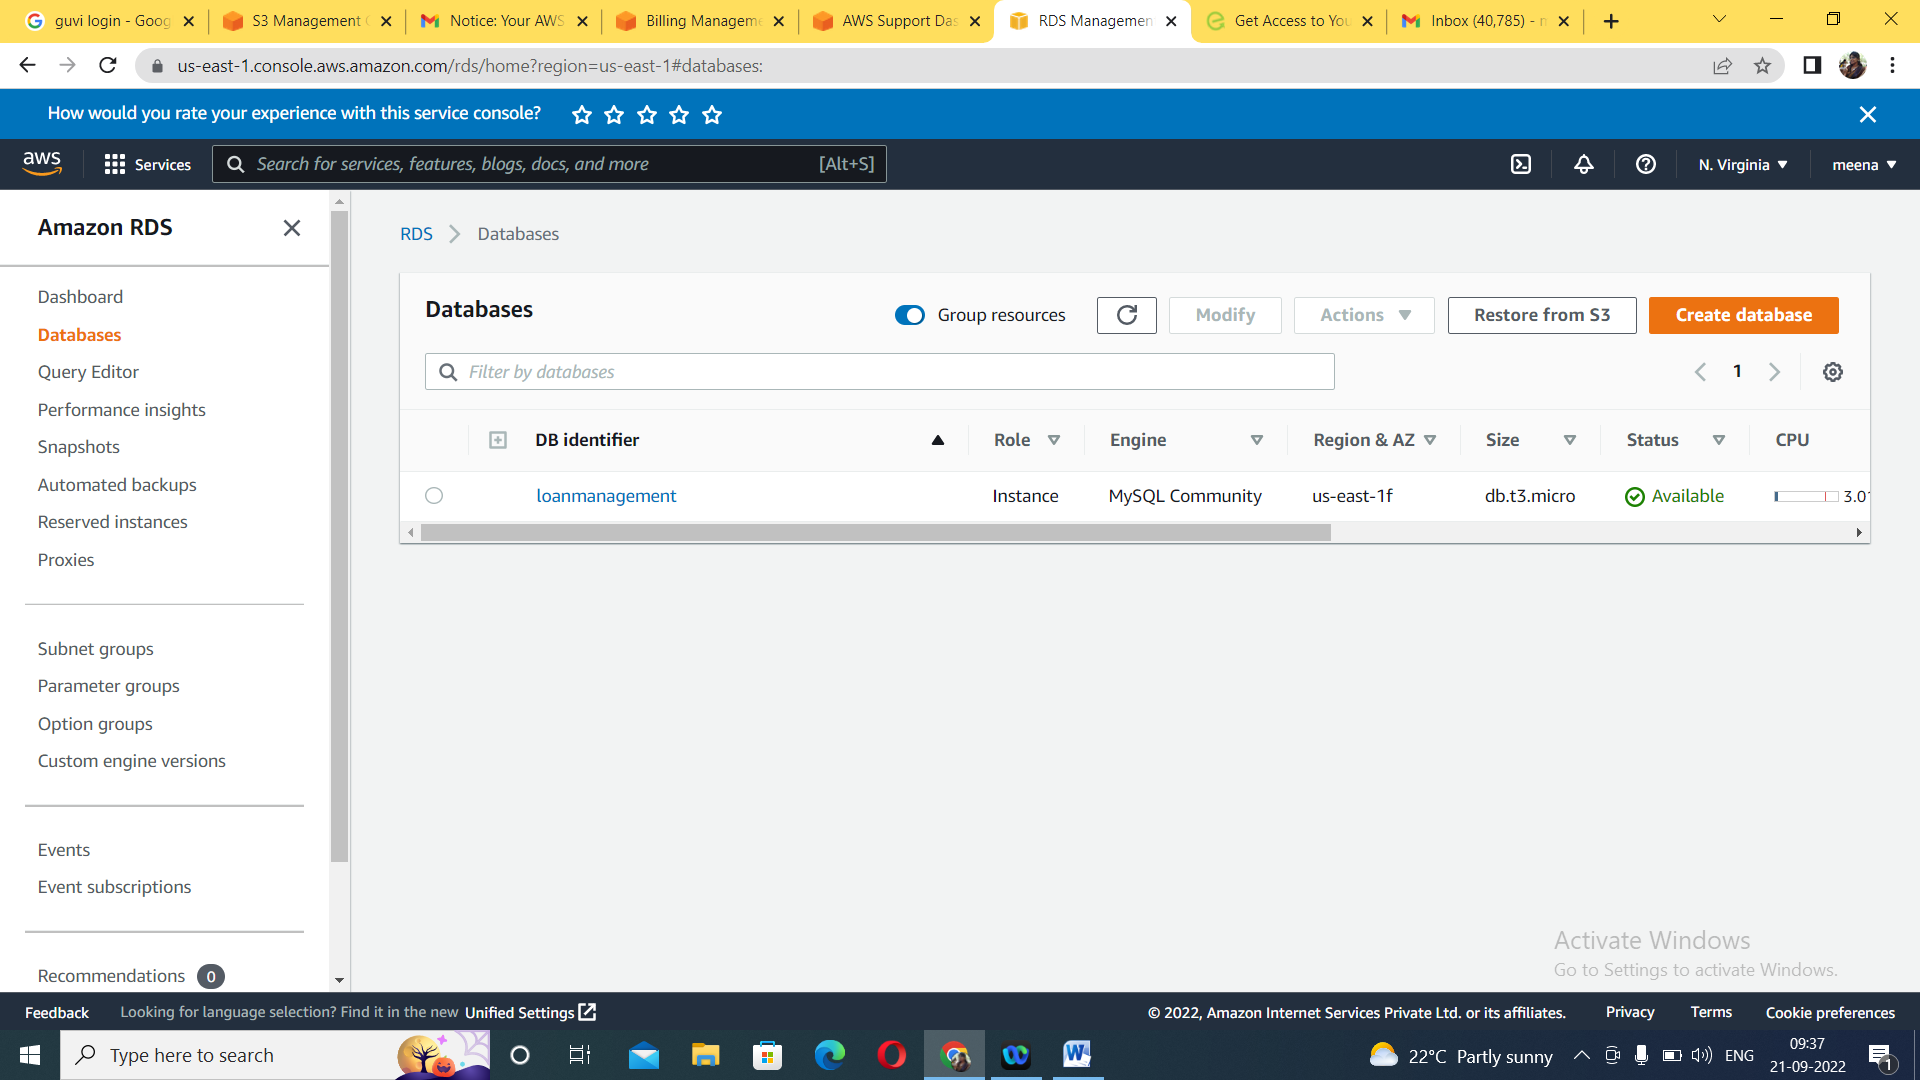 guvi login - Goog
S3 Management
Notice: Your AWS
Billing Manageme
AWS Support Das
RDS Managemen
Get Access to You
Inbox (40,785) - m
us-east-1.console.aws.amazon.com/rds/home?region=us-east-1#databases:
How would you rate your experience with this service console?
aws
Services
Search for services, features, blogs, docs, and more
[Alt+S]
N. Virginia
meena
Amazon RDS
Dashboard
Databases
Query Editor
Performance insights
Snapshots
Automated backups
Reserved instances
Proxies
Subnet groups
Parameter groups
Option groups
Custom engine versions
Events
Event subscriptions
Recommendations 0
RDS > Databases
Databases
Group resources
Modify
Actions
Restore from S3
Create database
Filter by databases
1
DB identifier Role Engine Region & AZ Size Status CPU
loanmanagement Instance MySQL Community us-east-1f db.t3.micro Available 3.01
Activate Windows
Go to Settings to activate Windows.
Feedback
Looking for language selection? Find it in the new Unified Settings
© 2022, Amazon Internet Services Private Ltd. or its affiliates.
Privacy
Terms
Cookie preferences
Type here to search
22°C Partly sunny
ENG
09:37
21-09-2022
1